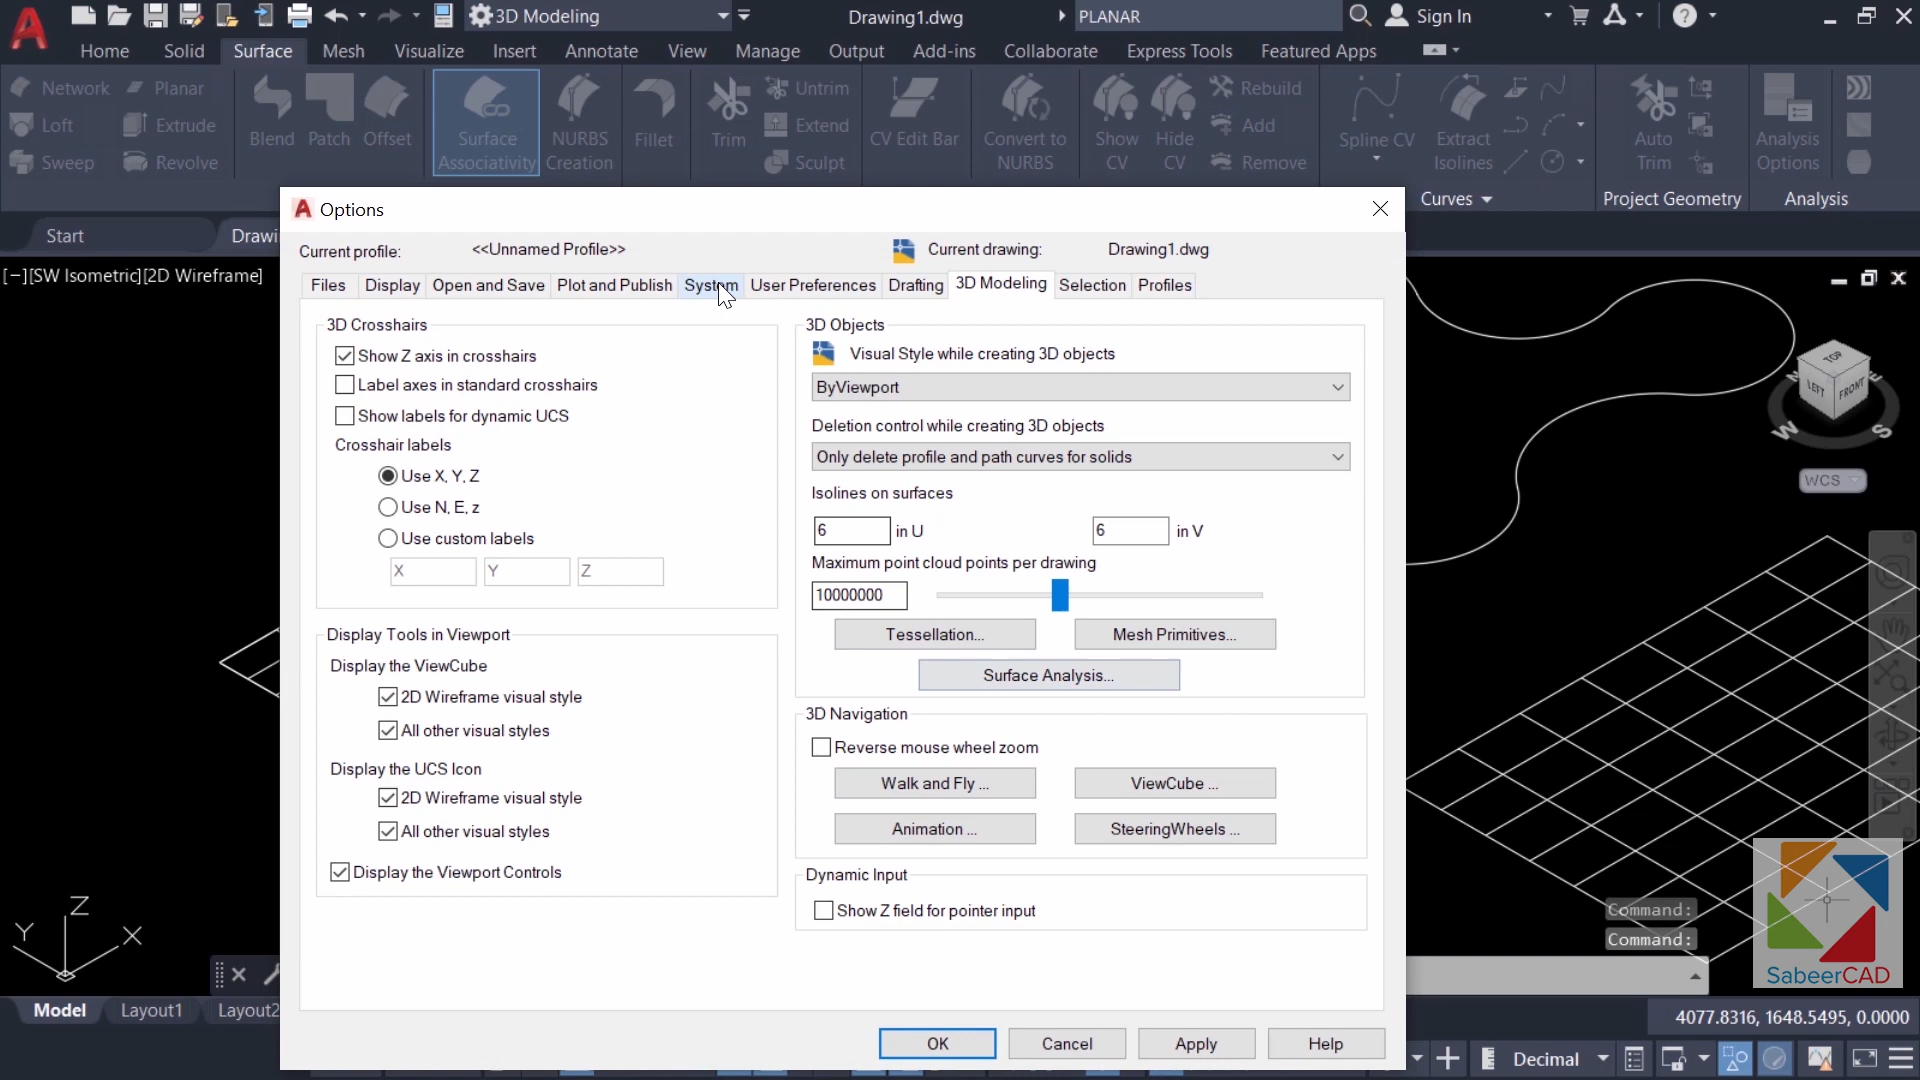 3D Modeling
Drawing1.dwg
PLANAR
Sign In
Home Solid Surface Mesh Visualize Insert Annotate View Manage Output Add-ins Collaborate Express Tools Featured Apps
Network Planar
Loft Extrude
Sweep Revolve
Blend Patch Offset
Surface Associativity
NURBS Creation
Fillet
Trim
Untrim
Extend
Sculpt
CV Edit Bar
Convert to NURBS
Show CV
Hide CV
Rebuild
Add
Remove
Spline CV
Extract Isolines
Auto Trim
Analysis Options
Curves
Project Geometry
Analysis
Start
Drawi
[−][SW Isometric][2D Wireframe]
Options
Current profile: <<Unnamed Profile>> Current drawing: Drawing1.dwg
Files Display Open and Save Plot and Publish System User Preferences Drafting 3D Modeling Selection Profiles
3D Crosshairs
Show Z axis in crosshairs
Label axes in standard crosshairs
Show labels for dynamic UCS
Crosshair labels
Use X, Y, Z
Use N, E, z
Use custom labels
X Y Z
Display Tools in Viewport
Display the ViewCube
2D Wireframe visual style
All other visual styles
Display the UCS Icon
2D Wireframe visual style
All other visual styles
Display the Viewport Controls
3D Objects
Visual Style while creating 3D objects
ByViewport
Deletion control while creating 3D objects
Only delete profile and path curves for solids
Isolines on surfaces
6 in U 6 in V
Maximum point cloud points per drawing
10000000
Tessellation... Mesh Primitives...
Surface Analysis...
3D Navigation
Reverse mouse wheel zoom
Walk and Fly ... ViewCube ...
Animation ... SteeringWheels ...
Dynamic Input
Show Z field for pointer input
OK Cancel Apply Help
TOP
LEFT FRONT
W S
WCS
Z
Y X
Command:
Command:
SabeerCAD
Model Layout1 Layout2
4077.8316, 1648.5495, 0.0000
Decimal